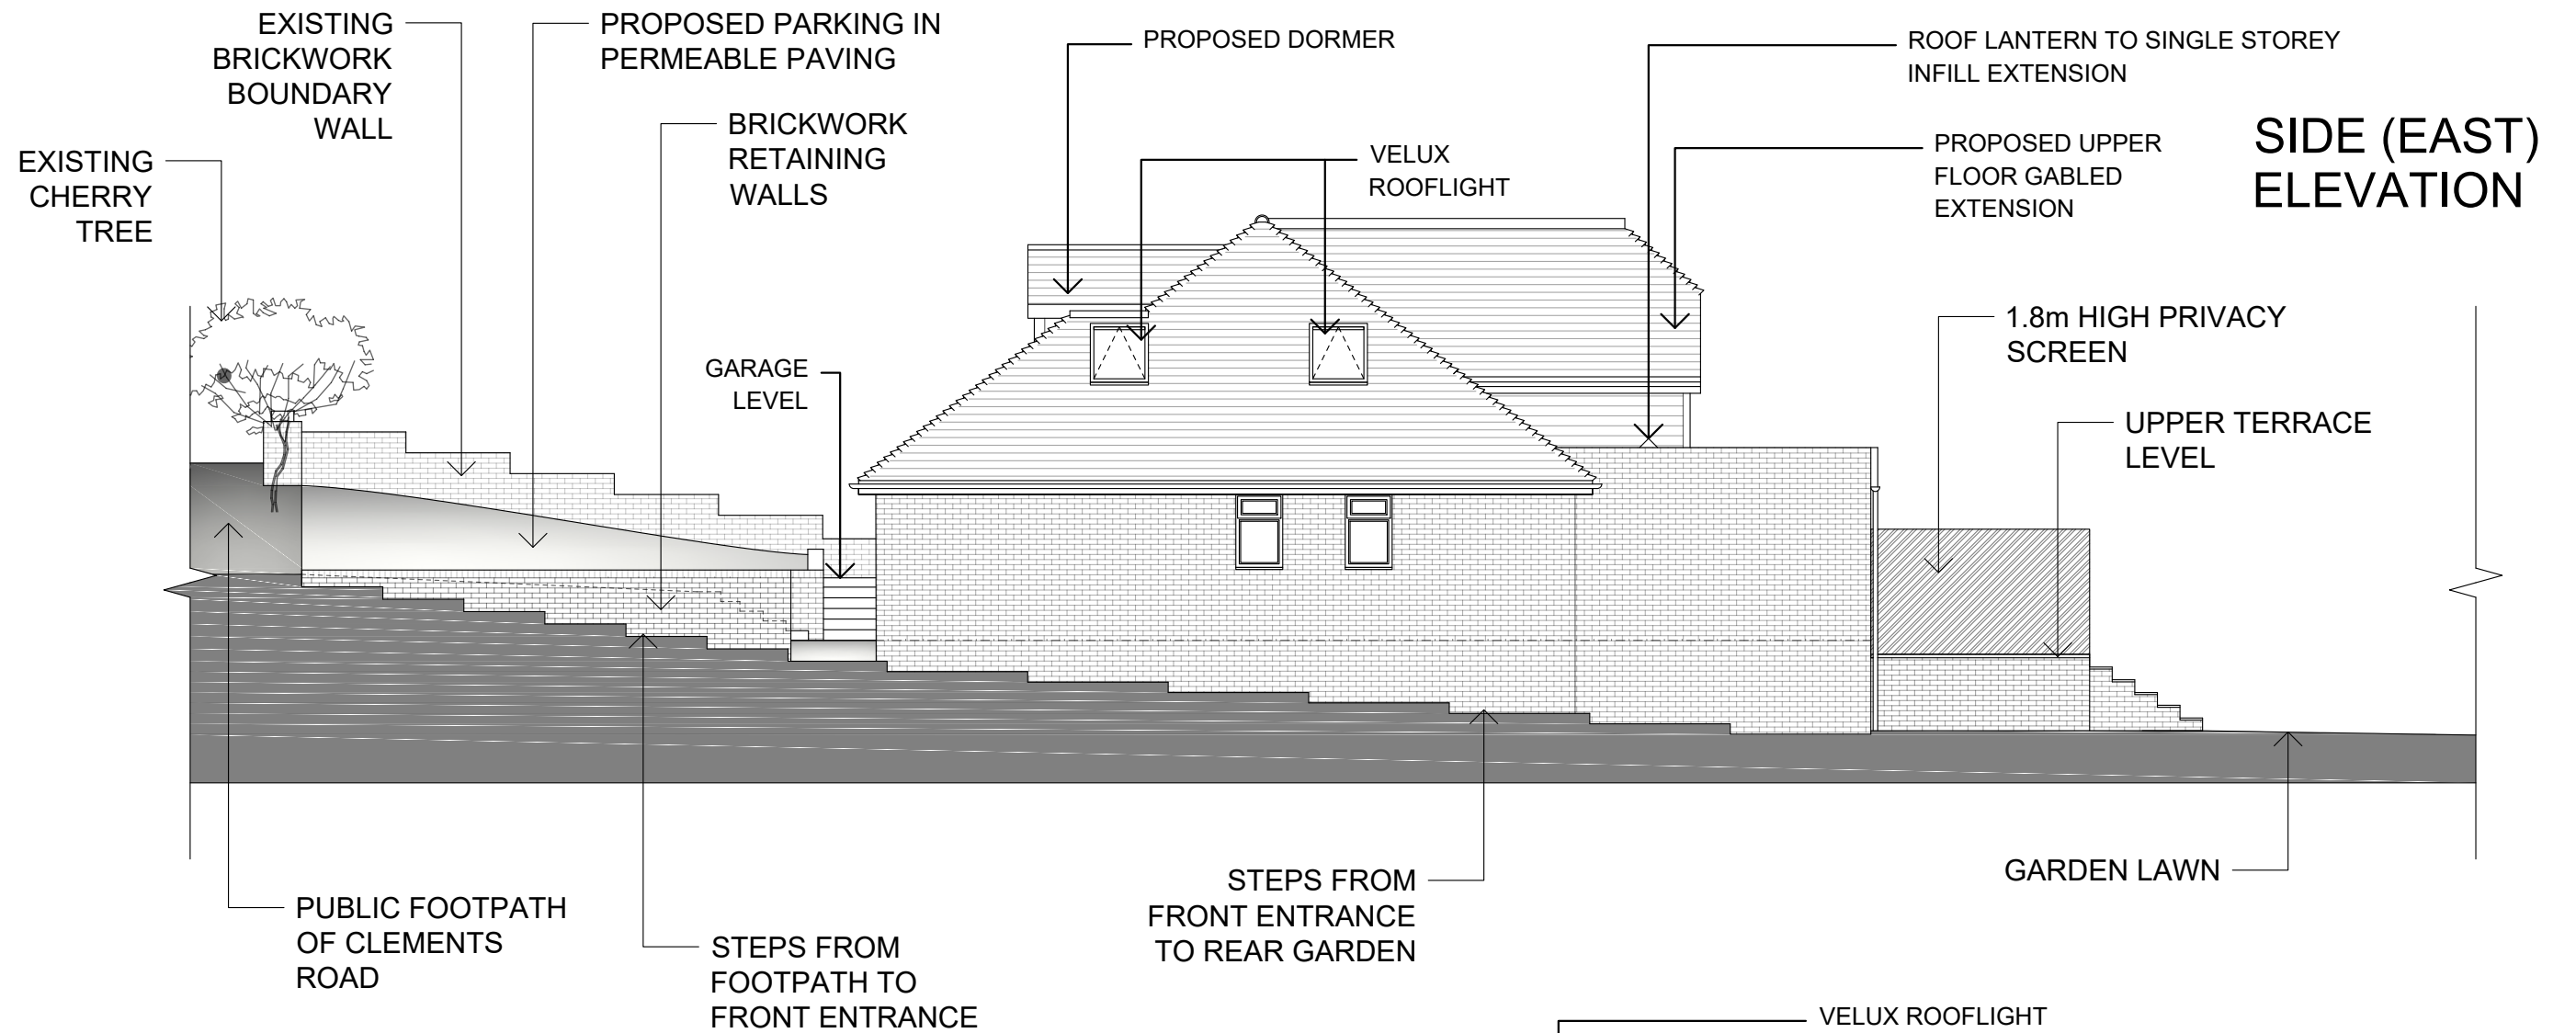 EXISTING
BRICKWORK
BOUNDARY
WALL
PROPOSED PARKING IN
PERMEABLE PAVING
PROPOSED DORMER
ROOF LANTERN TO SINGLE STOREY
INFILL EXTENSION
SIDE (EAST)
ELEVATION
BRICKWORK
RETAINING
WALLS
EXISTING
CHERRY
TREE
VELUX
ROOFLIGHT
PROPOSED UPPER
FLOOR GABLED
EXTENSION
1.8m HIGH PRIVACY
SCREEN
GARAGE
LEVEL
UPPER TERRACE
LEVEL
PUBLIC FOOTPATH
OF CLEMENTS
ROAD
STEPS FROM
FOOTPATH TO
FRONT ENTRANCE
STEPS FROM
FRONT ENTRANCE
TO REAR GARDEN
GARDEN LAWN
VELUX ROOFLIGHT